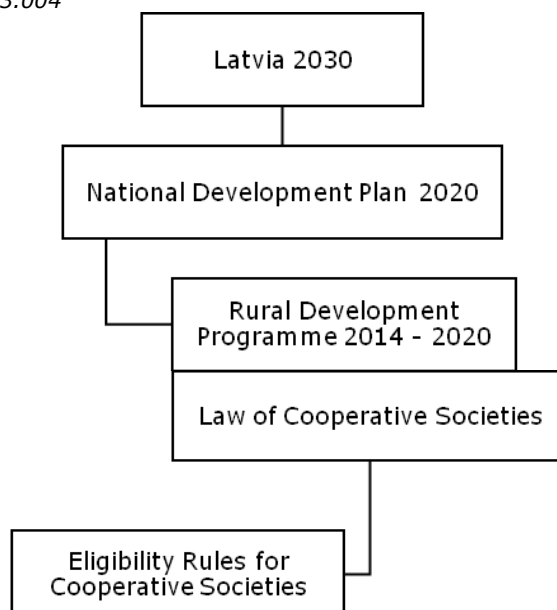 3.004
Latvia 2030
National Development Plan 2020
Rural Development
Programme 2014 - 2020
Law of Cooperative Societies
Eligibility Rules for
Cooperative Societies